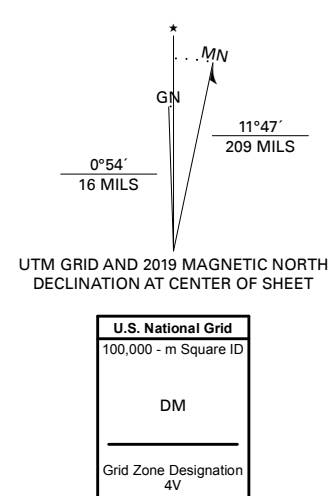 ★
MN
GN
11°47´
209 MILS
0°54´
16 MILS
UTM GRID AND 2019 MAGNETIC NORTH
DECLINATION AT CENTER OF SHEET
U.S. National Grid
100,000 - m Square ID
DM
Grid Zone Designation
4V